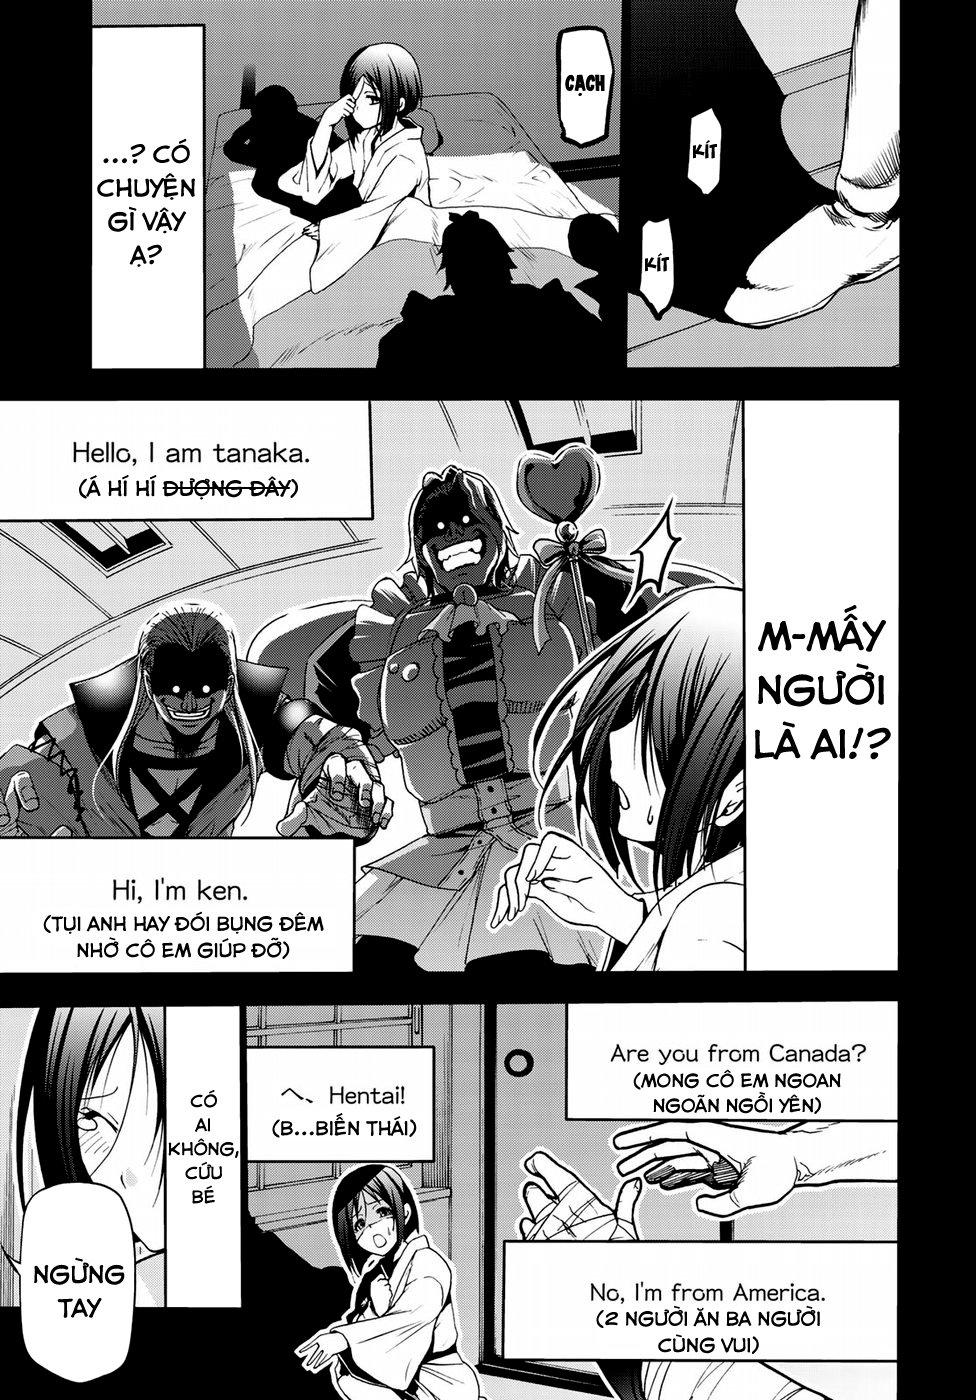 KÍT
KÍT
CẠCH
...? CÓ
CHUYỆN
GÌ VẬY
Ạ?
M-MẤY
NGƯỜI
LÀ AI!?
Hello, I am tanaka.
(Á HÍ HÍ DƯỢNG ĐÂY)
Hi, I'm ken.
(TỤI ANH HAY ĐÓI BỤNG ĐÊM
NHỜ CÔ EM GIÚP ĐỠ)
Are you from Canada?
(MONG CÔ EM NGOAN
NGOÃN NGỒI YÊN)
No, I'm from America.
(2 NGƯỜI ĂN BA NGƯỜI
CÙNG VUI)
へ、Hentai!
(B...BIẾN THÁI)
CÓ
AI
KHÔNG,
CỨU
BÉ
NGỪNG
TAY